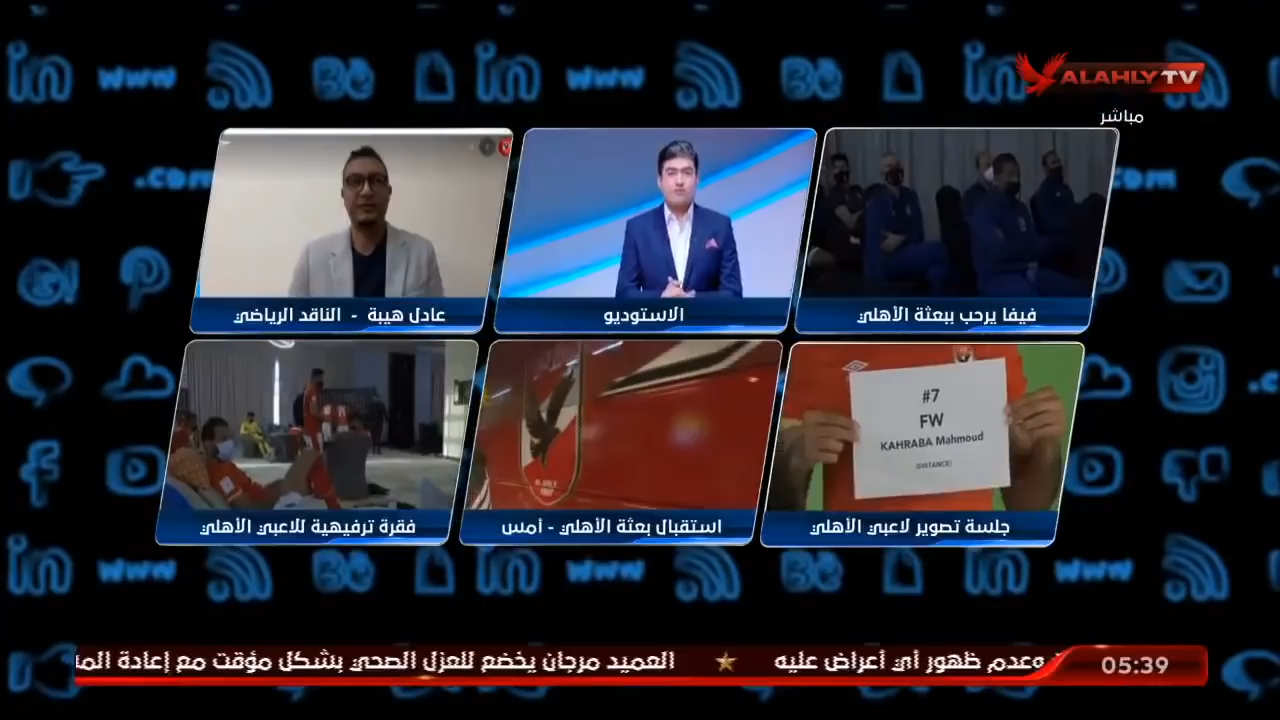 ALAHLY TV
مباشر
فيفا يرحب ببعثة الأهلي
الاستوديو
عادل هيبة - الناقد الرياضي
#7
FW
KAHRABA Mahmoud
(DISTANCE)
جلسة تصوير لاعبي الأهلي
استقبال بعثة الأهلي - أمس
فقرة ترفيهية للاعبي الأهلي
وعدم ظهور أي أعراض عليه ★ العميد مرجان يخضع للعزل الصحي بشكل مؤقت مع إعادة
05:39
www
.com